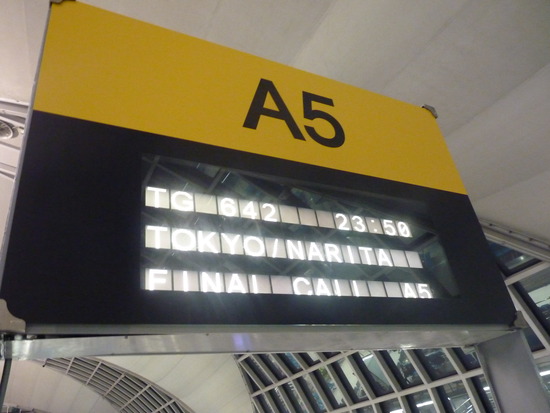 A5
TG 642 23:50
TOKYO/NARITA
FINAL CALL A5